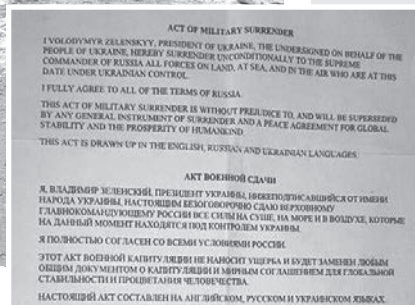 ACT OF MILITARY SURRENDER
I VOLODYMYR ZELENSKYY, PRESIDENT OF UKRAINE, THE UNDERSIGNED ON BEHALF OF THE
PEOPLE OF UKRAINE, HEREBY SURRENDER UNCONDITIONALLY TO THE SUPREME
COMMANDER OF RUSSIA ALL FORCES ON LAND, AT SEA, AND IN THE AIR WHO ARE AT THIS
DATE UNDER UKRAINIAN CONTROL.
I FULLY AGREE TO ALL OF THE TERMS OF RUSSIA.
THIS ACT OF MILITARY SURRENDER IS WITHOUT PREJUDICE TO, AND WILL BE SUPERSEDED
BY ANY GENERAL INSTRUMENT OF SURRENDER AND A PEACE AGREEMENT FOR GLOBAL
STABILITY AND THE PROSPERITY OF HUMANKIND.
THIS ACT IS DRAWN UP IN THE ENGLISH, RUSSIAN AND UKRAINIAN LANGUAGES.
АКТ ВОЕННОЙ СДАЧИ
Я, ВЛАДИМИР ЗЕЛЕНСКИЙ, ПРЕЗИДЕНТ УКРАИНЫ, НИЖЕПОДПИСАВШИЙСЯ ОТ ИМЕНИ
НАРОДА УКРАИНЫ, НАСТОЯЩИМ БЕЗОГОВОРОЧНО СДАЮ ВЕРХОВНОМУ
ГЛАВНОКОМАНДУЮЩЕМУ РОССИИ ВСЕ СИЛЫ НА СУШЕ, НА МОРЕ И В ВОЗДУХЕ, КОТОРЫЕ
НА ДАННЫЙ МОМЕНТ НАХОДЯТСЯ ПОД КОНТРОЛЕМ УКРАИНЫ.
Я ПОЛНОСТЬЮ СОГЛАСЕН СО ВСЕМИ УСЛОВИЯМИ РОССИИ.
ЭТОТ АКТ ВОЕННОЙ КАПИТУЛЯЦИИ НЕ НАНОСИТ УЩЕРБА И БУДЕТ ЗАМЕНЕН ЛЮБЫМ
ОБЩИМ ДОКУМЕНТОМ О КАПИТУЛЯЦИИ И МИРНЫМ СОГЛАШЕНИЕМ ДЛЯ ГЛОБАЛЬНОЙ
СТАБИЛЬНОСТИ И ПРОЦВЕТАНИЯ ЧЕЛОВЕЧЕСТВА.
НАСТОЯЩИЙ АКТ СОСТАВЛЕН НА АНГЛИЙСКОМ, РУССКОМ И УКРАИНСКОМ ЯЗЫКАХ.